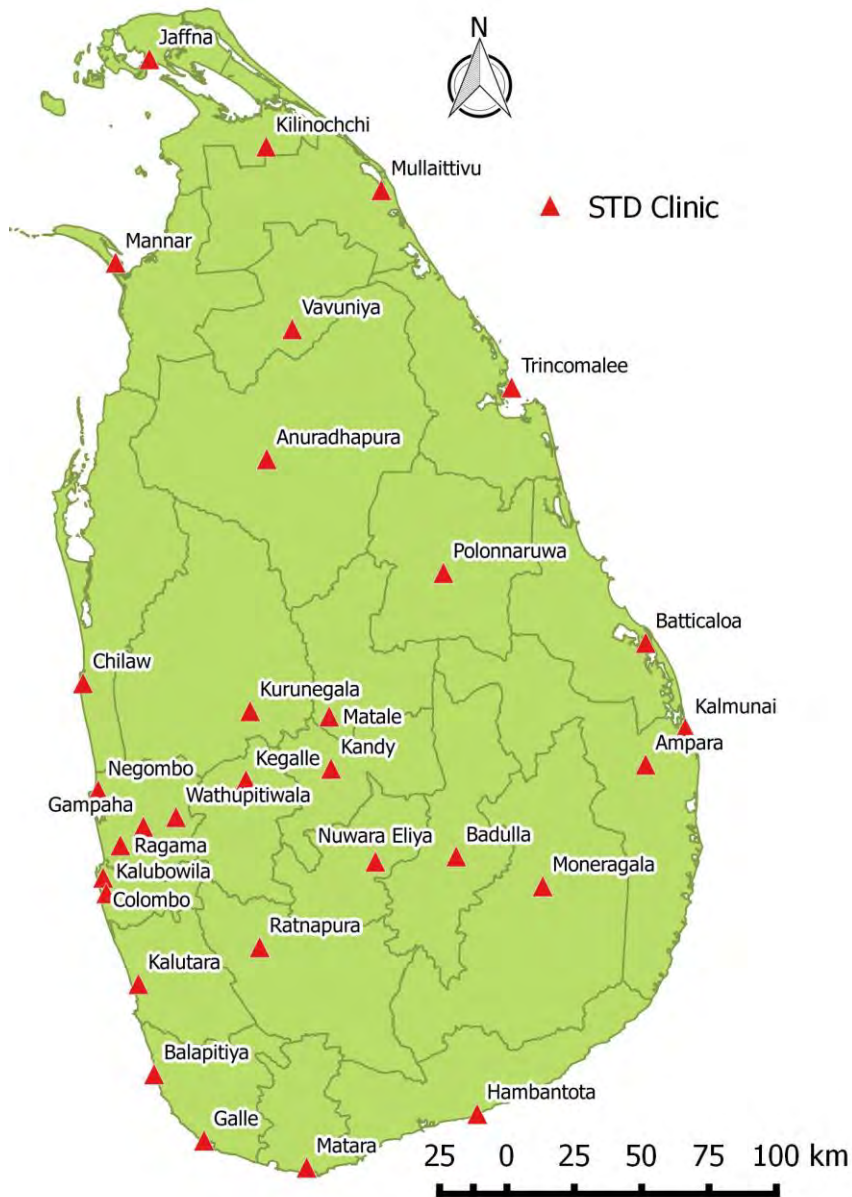 Jaffna
N
Kilinochchi
Mullaittivu
STD Clinic
Mannar
Vavuniya
Trincomalee
Anuradhapura
Polonnaruwa
Batticaloa
Chilaw
Kurunegala
Matale
Kalmunai
Kandy
Kegalle
Ampara
Negombo
Wathupitiwala
Gampaha
Nuwara Eliya
Badulla
Ragama
Moneragala
Kalubowila
Colombo
Ratnapura
Kalutara
Balapitiya
Hambantota
Galle
Matara
25 0 25 50 75 100 km